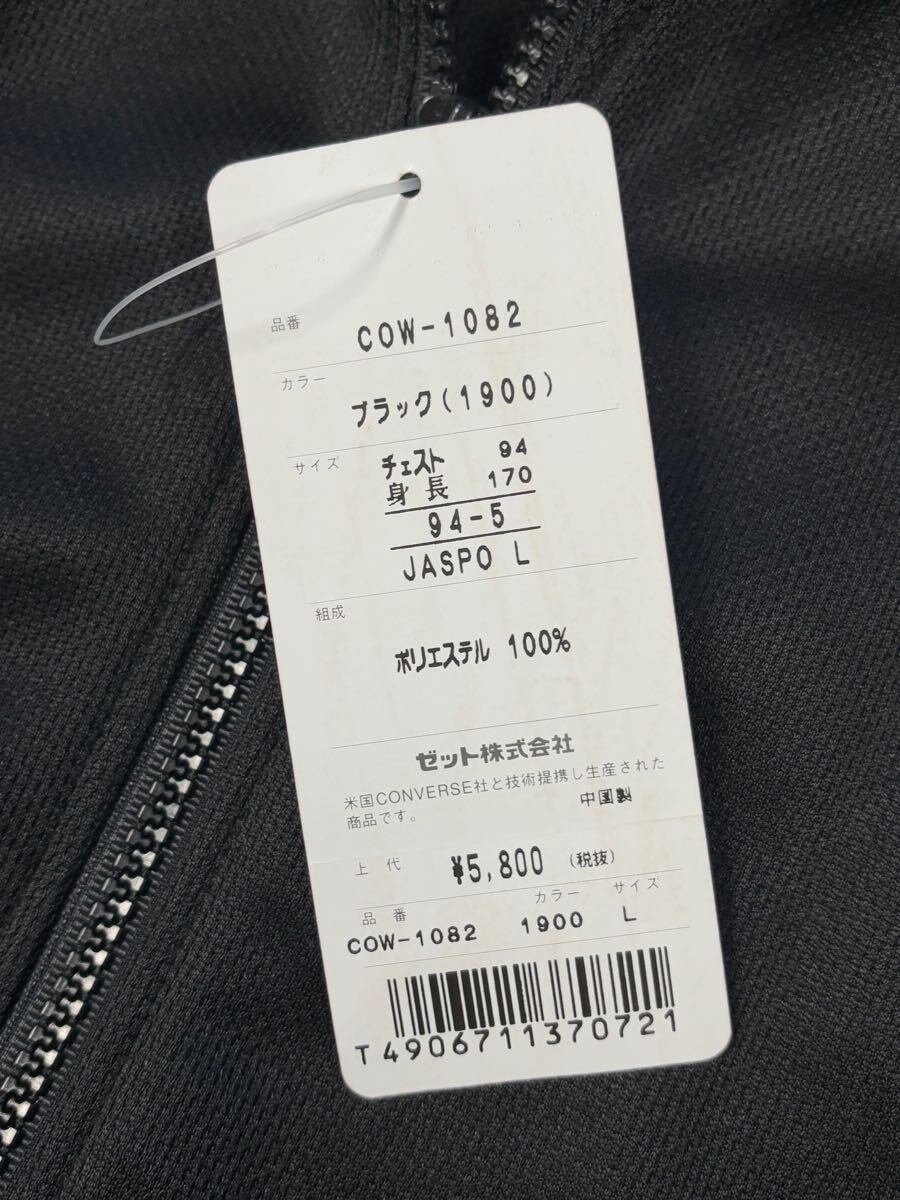 品番 COW-1082
カラー
ブラック(1900)
サイズ チェスト 94
身長 170
94-5
JASPO L
組成
ポリエステル 100%
ゼット株式会社
米国CONVERSE社と技術提携し生産された
商品です。 中国製
上代 ¥5,800 (税抜)
品番 カラー サイズ
COW-1082 1900 L
T4906711370721